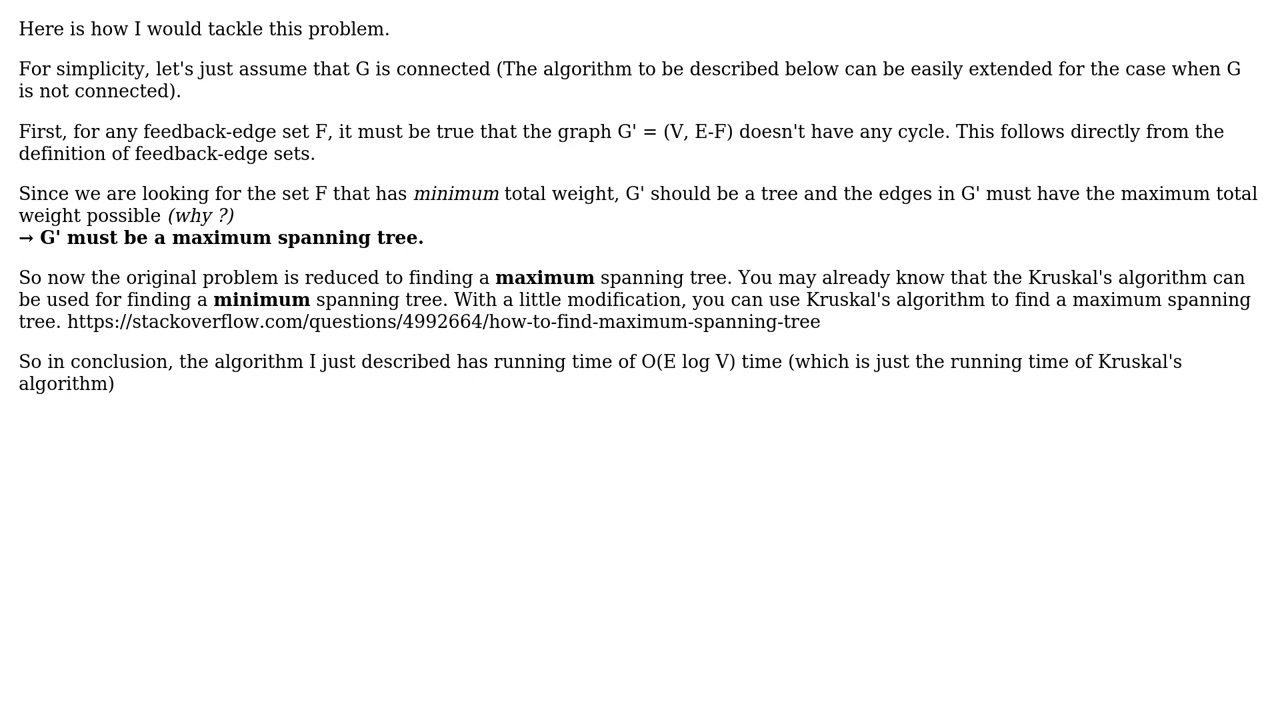 Here is how I would tackle this problem.
For simplicity, let's just assume that G is connected (The algorithm to be described below can be easily extended for the case when G
is not connected).
First, for any feedback-edge set F, it must be true that the graph G' = (V, E-F) doesn't have any cycle. This follows directly from the
definition of feedback-edge sets.
Since we are looking for the set F that has minimum total weight, G' should be a tree and the edges in G' must have the maximum total
weight possible (why ?)
→ G' must be a maximum spanning tree.
So now the original problem is reduced to finding a maximum spanning tree. You may already know that the Kruskal's algorithm can
be used for finding a minimum spanning tree. With a little modification, you can use Kruskal's algorithm to find a maximum spanning
tree. https://stackoverflow.com/questions/4992664/how-to-find-maximum-spanning-tree
So in conclusion, the algorithm I just described has running time of O(E log V) time (which is just the running time of Kruskal's
algorithm)